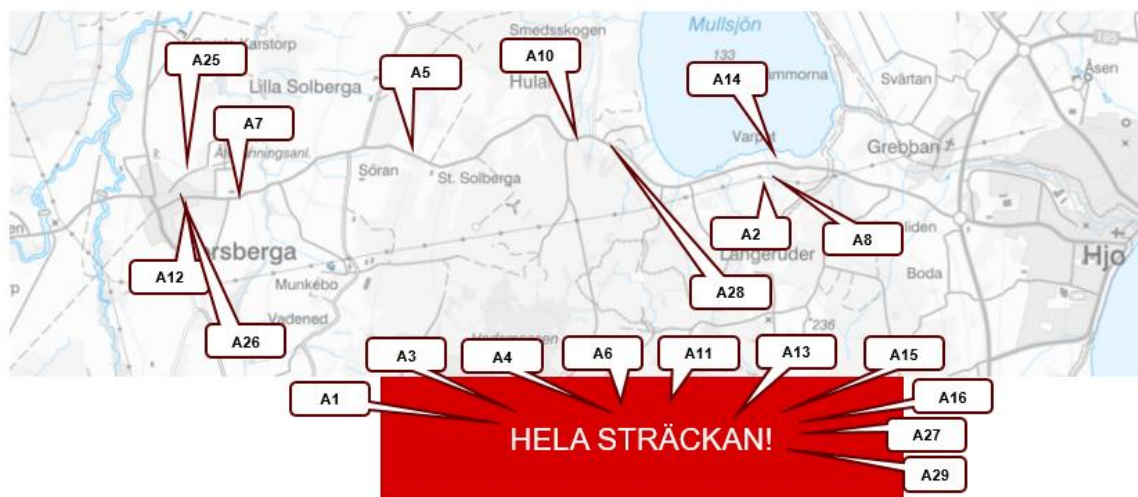 Mullsjön
Smedsskogen
195
Karstorp
A10
133
Åsen
A25
A5
A14
Svärtan
Lilla Solberga
A7
Varpet
Grebban
Söran
St. Solberga
A2
A8
A12
Munkebo
Boda
Hjo
A28
Vadened
A26
236
A3
A4
A6
A11
A13
A15
A1
A16
HELA STRÄCKAN!
A27
A29